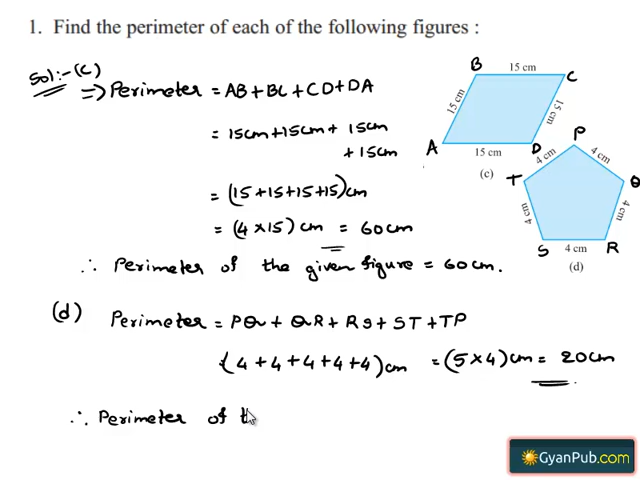 1. Find the perimeter of each of the following figures :
Sol:- (c)
=> Perimeter = AB + BC + CD + DA
= 15cm + 15cm + 15cm
+ 15cm
= (15+15+15+15)cm
= (4 × 15) cm = 60cm
∴ Perimeter of the given figure = 60cm.
B 15 cm C
15 cm
15 cm
A 15 cm D
(c)
P
4 cm 4 cm
T Q
4 cm 4 cm
S 4 cm R
(d)
(d) Perimeter = PQ + QR + RS + ST + TP
(4 + 4 + 4 + 4 + 4) cm = (5 × 4) cm = 20cm
∴ Perimeter of t
GyanPub.com